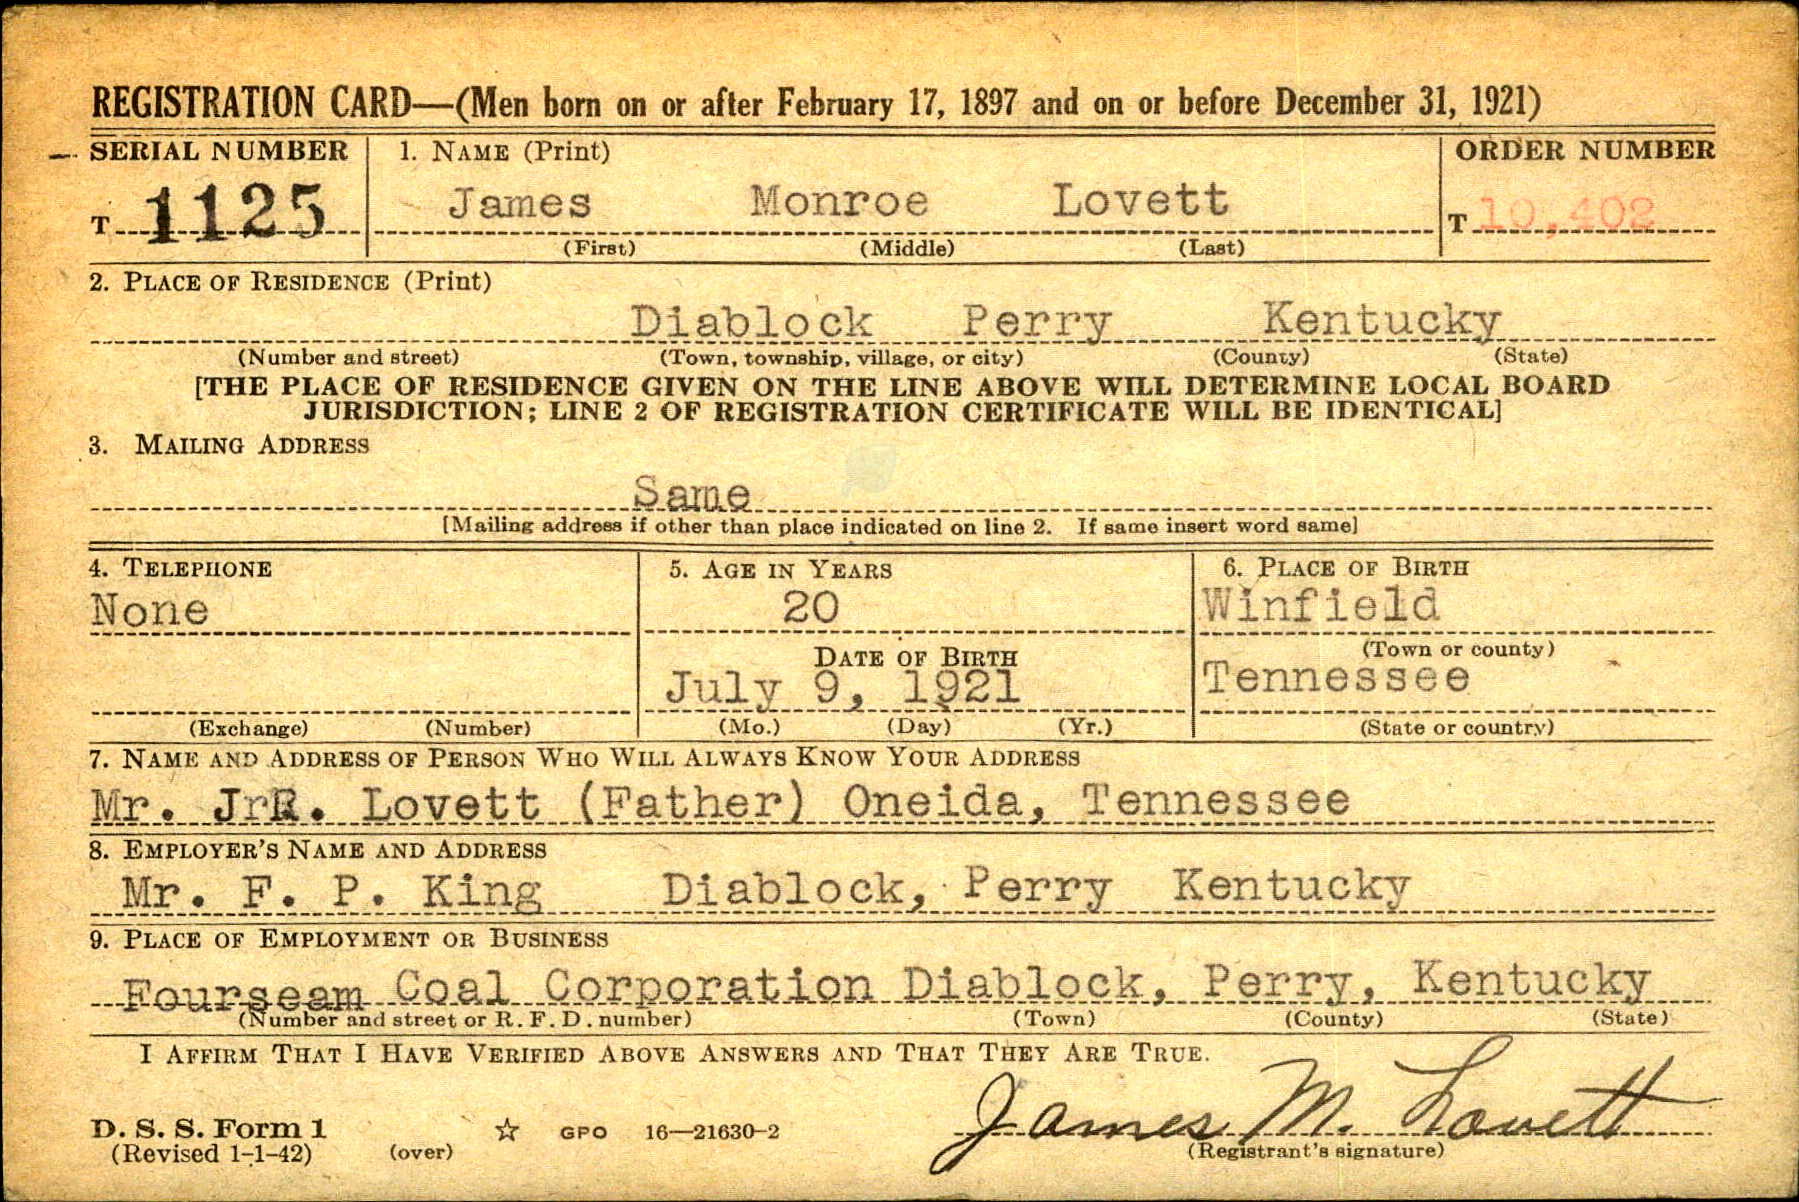 REGISTRATION CARD—(Men born on or after February 17, 1897 and on or before December 31, 1921)
SERIAL NUMBER 1. NAME (Print) ORDER NUMBER
T 1125 James Monroe Lovett T 10,402
(First) (Middle) (Last)
2. PLACE OF RESIDENCE (Print)
Diablock Perry Kentucky
(Number and street) (Town, township, village, or city) (County) (State)
[THE PLACE OF RESIDENCE GIVEN ON THE LINE ABOVE WILL DETERMINE LOCAL BOARD
JURISDICTION; LINE 2 OF REGISTRATION CERTIFICATE WILL BE IDENTICAL]
3. MAILING ADDRESS
Same
[Mailing address if other than place indicated on line 2. If same insert word same]
4. TELEPHONE 5. AGE IN YEARS 6. PLACE OF BIRTH
None 20 Winfield
DATE OF BIRTH (Town or county)
July 9, 1921 Tennessee
(Exchange) (Number) (Mo.) (Day) (Yr.) (State or country)
7. NAME AND ADDRESS OF PERSON WHO WILL ALWAYS KNOW YOUR ADDRESS
Mr. JrR. Lovett (Father) Oneida, Tennessee
8. EMPLOYER'S NAME AND ADDRESS
Mr. F. P. King Diablock, Perry Kentucky
9. PLACE OF EMPLOYMENT OR BUSINESS
Fourseam Coal Corporation Diablock, Perry, Kentucky
(Number and street or R. F. D. number) (Town) (County) (State)
I AFFIRM THAT I HAVE VERIFIED ABOVE ANSWERS AND THAT THEY ARE TRUE.
James M. Lovett
D. S. S. Form 1
(Revised 1-1-42) (over) ☆ GPO 16—21630-2 (Registrant's signature)